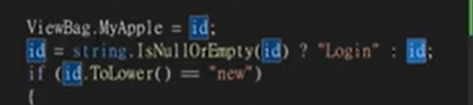 ViewBag.MyApple = id;
id = string.IsNullOrEmpty(id) ? "Login" : id;
if (id.ToLower() == "new")
{